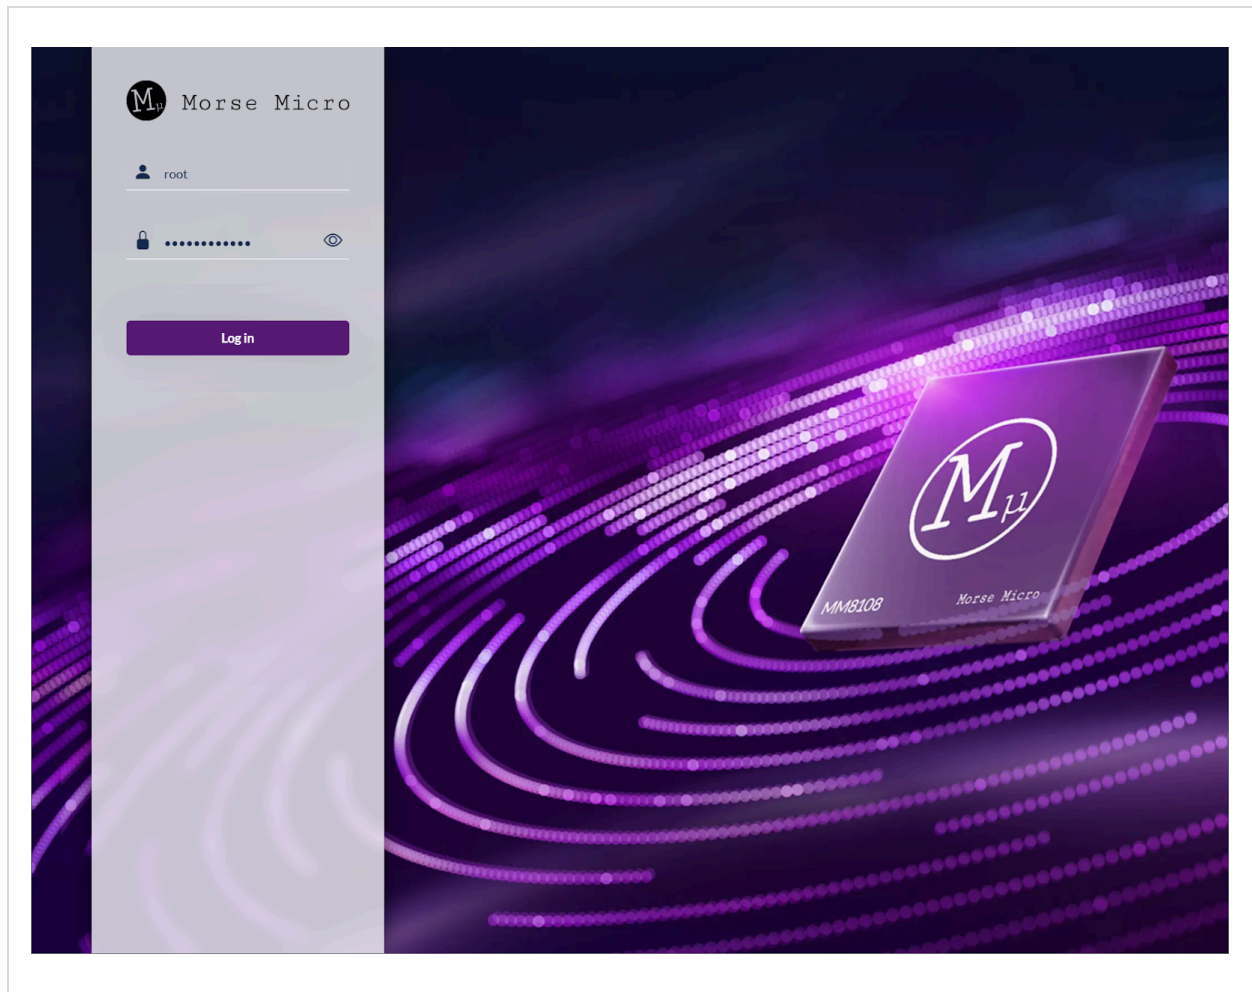 Mμ Morse Micro
root
••••••••••••
Log in
Mμ
MM8108 Morse Micro